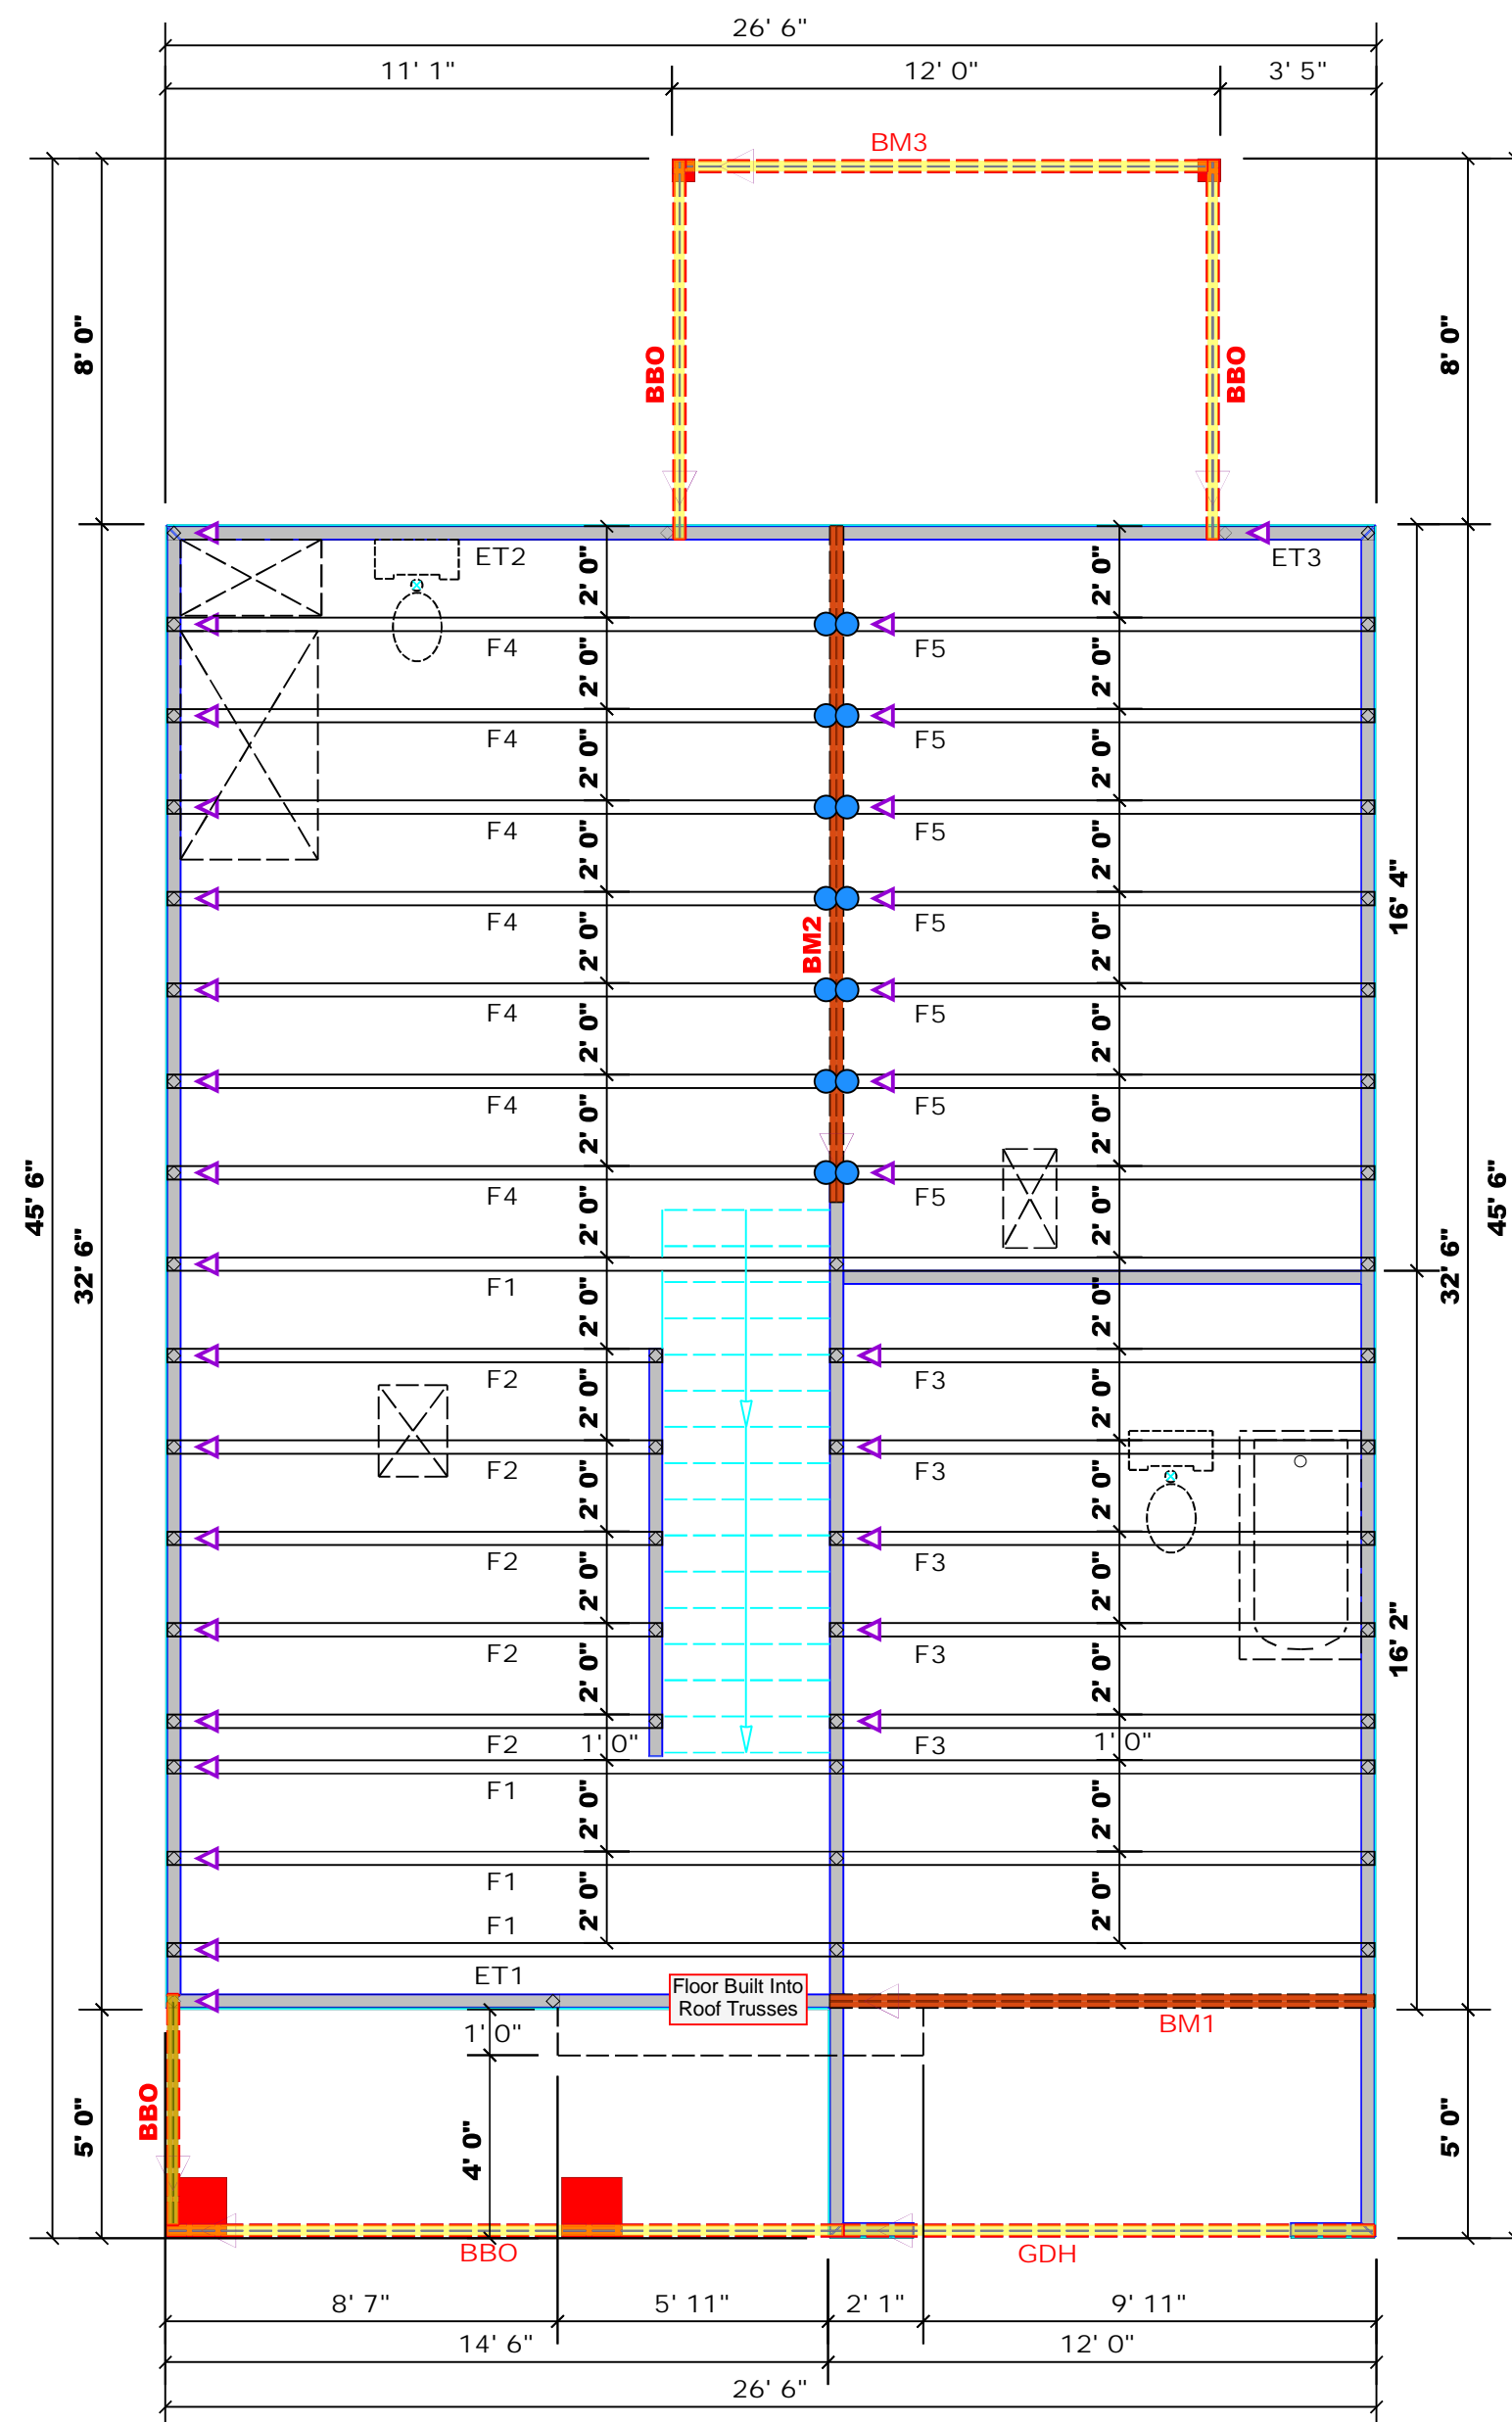 26' 6"
11' 1"
12' 0"
3' 5"
BM3
8' 0"
BBO
BBO
8' 0"
ET2
2' 0"
2' 0"
ET3
F4
F5
2' 0"
2' 0"
F4
F5
2' 0"
2' 0"
F4
F5
2' 0"
2' 0"
16' 4"
F4
F5
BM2
2' 0"
2' 0"
F4
F5
2' 0"
2' 0"
F4
F5
2' 0"
2' 0"
45' 6"
45' 6"
F4
F5
2' 0"
2' 0"
32' 6"
32' 6"
F1
2' 0"
2' 0"
F2
F3
2' 0"
2' 0"
F2
F3
2' 0"
2' 0"
F2
F3
2' 0"
2' 0"
16' 2"
F2
F3
2' 0"
2' 0"
F2
1' 0"
F3
1' 0"
F1
2' 0"
2' 0"
F1
F1
2' 0"
2' 0"
ET1
Floor Built Into
Roof Trusses
BM1
1' 0"
5' 0"
BBO
4' 0"
5' 0"
BBO
GDH
8' 7"
5' 11"
2' 1"
9' 11"
14' 6"
12' 0"
26' 6"